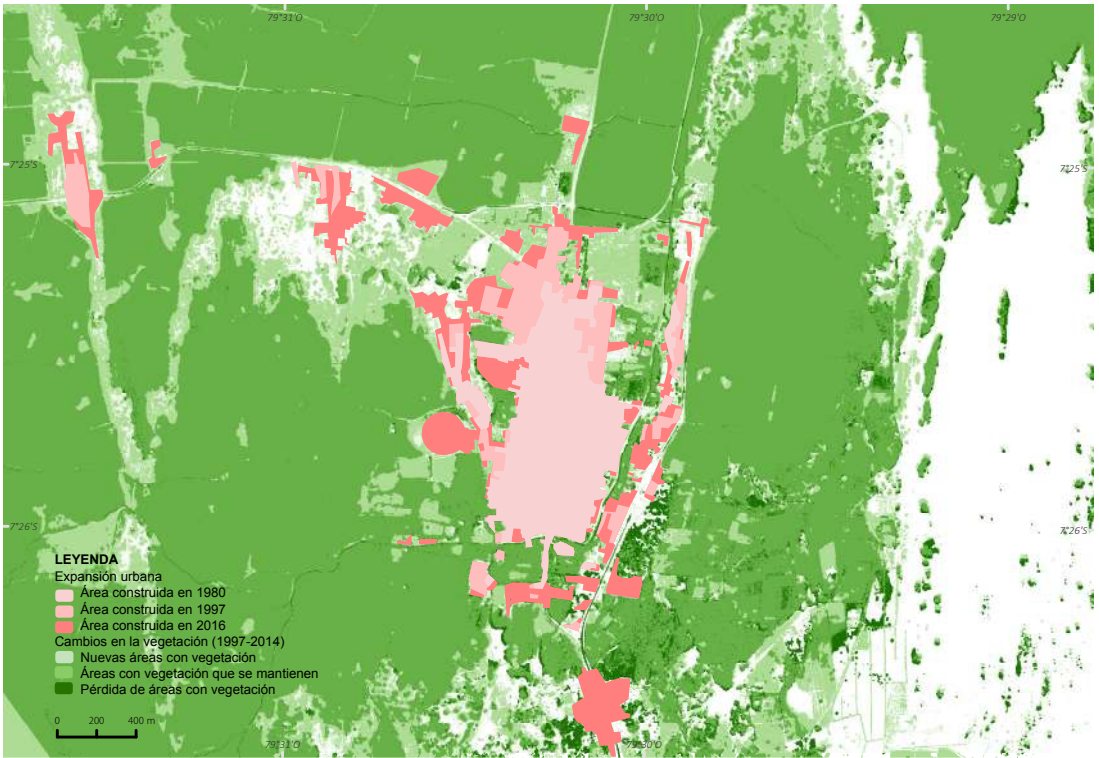 79°31'O 79°30'O 79°29'O
7°25'S 7°25'S
7°26'S 7°26'S
LEYENDA
Expansión urbana
Área construida en 1980
Área construida en 1997
Área construida en 2016
Cambios en la vegetación (1997-2014)
Nuevas áreas con vegetación
Áreas con vegetación que se mantienen
Pérdida de áreas con vegetación
0 200 400 m
79°31'O 79°30'O